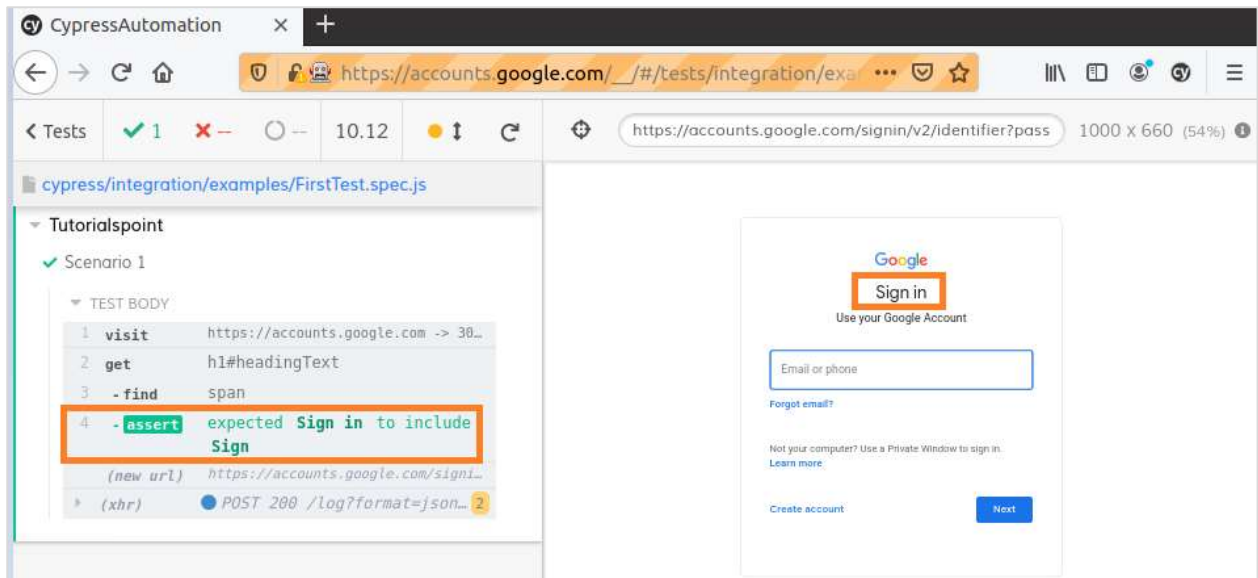 CypressAutomation
https://accounts.google.com/__/#/tests/integration/exa
Tests 1 -- -- 10.12
https://accounts.google.com/signin/v2/identifier?pass 1000 x 660 (54%)
cypress/integration/examples/FirstTest.spec.js
Tutorialspoint
Scenario 1
TEST BODY
1 visit https://accounts.google.com -> 30…
2 get h1#headingText
3 - find span
4 - assert expected Sign in to include
Sign
(new url) https://accounts.google.com/signi…
(xhr) POST 200 /log?format=json… 2
Google
Sign in
Use your Google Account
Email or phone
Forgot email?
Not your computer? Use a Private Window to sign in.
Learn more
Create account Next